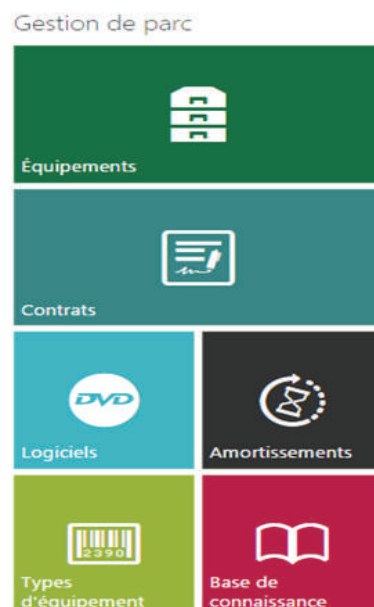 Gestion de parc
Équipements
Contrats
DVD
Logiciels
Amortissements
2390
Types
d'équipement
Base de
connaissance